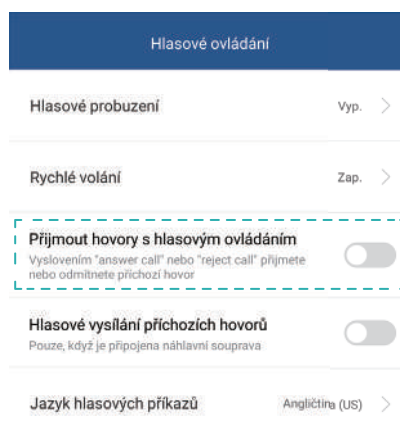 Hlasové ovládání
Hlasové probuzení Vyp.
Rychlé volání Zap.
Přijmout hovory s hlasovým ovládáním
Vyslovením "answer call" nebo "reject call" přijmete
nebo odmítnete příchozí hovor
Hlasové vysílání příchozích hovorů
Pouze, když je připojena náhlavní souprava
Jazyk hlasových příkazů Angličtina (US)